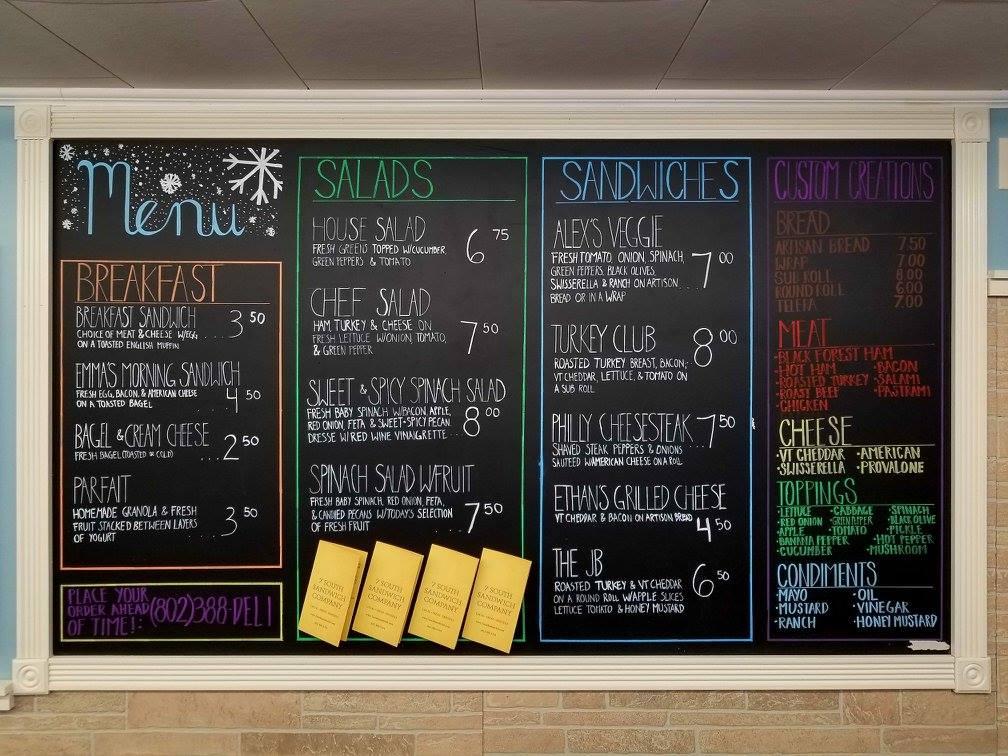 Menu
BREAKFAST
BREAKFAST SANDWICH
CHOICE OF MEAT & CHEESE W/EGG
ON A TOASTED ENGLISH MUFFIN
...3 50
EMMA'S MORNING SANDWICH
FRESH EGG, BACON, & AMERICAN CHEESE
ON A TOASTED BAGEL
...4 50
BAGEL & CREAM CHEESE
FRESH BAGEL (TOASTED OR COLD)
...2 50
PARFAIT
HOMEMADE GRANOLA & FRESH
FRUIT STACKED BETWEEN LAYERS
OF YOGURT
...3 50
PLACE YOUR
ORDER AHEAD
OF TIME!:
(802)388-DELI
SALADS
HOUSE SALAD
FRESH GREENS TOPPED W/CUCUMBER,
GREEN PEPPERS & TOMATO
6 75
CHEF SALAD
HAM, TURKEY & CHEESE ON
FRESH LETTUCE W/ONION, TOMATO,
& GREEN PEPPER
7 50
SWEET & SPICY SPINACH SALAD
FRESH BABY SPINACH W/BACON, APPLE,
RED ONION, FETA & SWEET+SPICY PECAN.
DRESSE W/RED WINE VINAIGRETTE...
8 00
SPINACH SALAD W/FRUIT
FRESH BABY SPINACH, RED ONION, FETA,
& CANDIED PECANS W/TODAY'S SELECTION
OF FRESH FRUIT
...7 50
7 SOUTH
SANDWICH
COMPANY
7 SOUTH
SANDWICH
COMPANY
7 SOUTH
SANDWICH
COMPANY
7 SOUTH
SANDWICH
COMPANY
SANDWICHES
ALEX'S VEGGIE
FRESH TOMATO, ONION, SPINACH,
GREEN PEPPERS, BLACK OLIVES,
SWISSERELLA & RANCH ON ARTISON...
BREAD OR IN A WRAP
7 00
TURKEY CLUB
ROASTED TURKEY BREAST, BACON,
VT CHEDDAR, LETTUCE, & TOMATO ON
A SUB ROLL
8 00
PHILLY CHEESESTEAK
SHAVED STEAK, PEPPERS & ONIONS
SAUTEED W/AMERICAN CHEESE ON A ROLL
7 50
ETHAN'S GRILLED CHEESE
VT CHEDDAR & BACON ON ARTISON BREAD
4 50
THE JB
ROASTED TURKEY & VT CHEDDAR
ON A ROUND ROLL W/APPLE SLICES
LETTUCE TOMATO & HONEY MUSTARD
6 50
CUSTOM CREATIONS
BREAD
ARTISAN BREAD 7.50
WRAP 7.00
SUB ROLL 8.00
ROUND ROLL 6.00
TELETA 7.00
MEAT
·BLACK FOREST HAM
·HOT HAM ·BACON
·ROASTED TURKEY ·SALAMI
·ROAST BEEF ·PASTRAMI
·CHICKEN
CHEESE
·VT CHEDDAR ·AMERICAN
·SWISSERELLA ·PROVALONE
TOPPINGS
·LETTUCE ·CABBAGE ·SPINACH
·RED ONION ·GREEN PEPPER ·BLACK OLIVE
·APPLE ·TOMATO ·PICKLE
·BANANA PEPPER ·HOT PEPPER
·CUCUMBER ·MUSHROOM
CONDIMENTS
·MAYO ·OIL
·MUSTARD ·VINEGAR
·RANCH ·HONEY MUSTARD